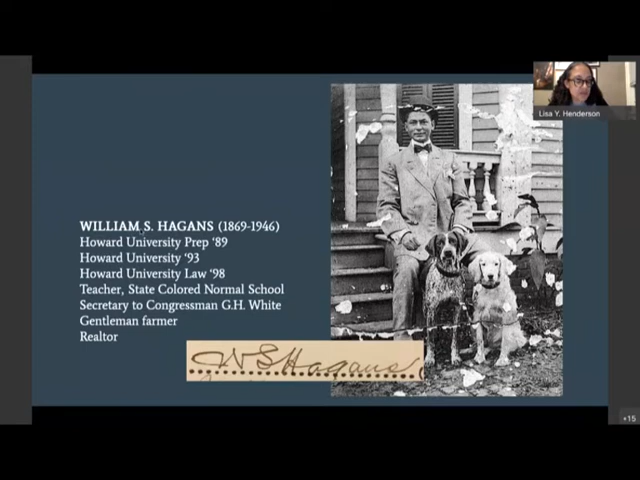 Lisa Y. Henderson
WILLIAM S. HAGANS (1869-1946)
Howard University Prep ‘89
Howard University ‘93
Howard University Law ‘98
Teacher, State Colored Normal School
Secretary to Congressman G.H. White
Gentleman farmer
Realtor
W S Hagans
+15